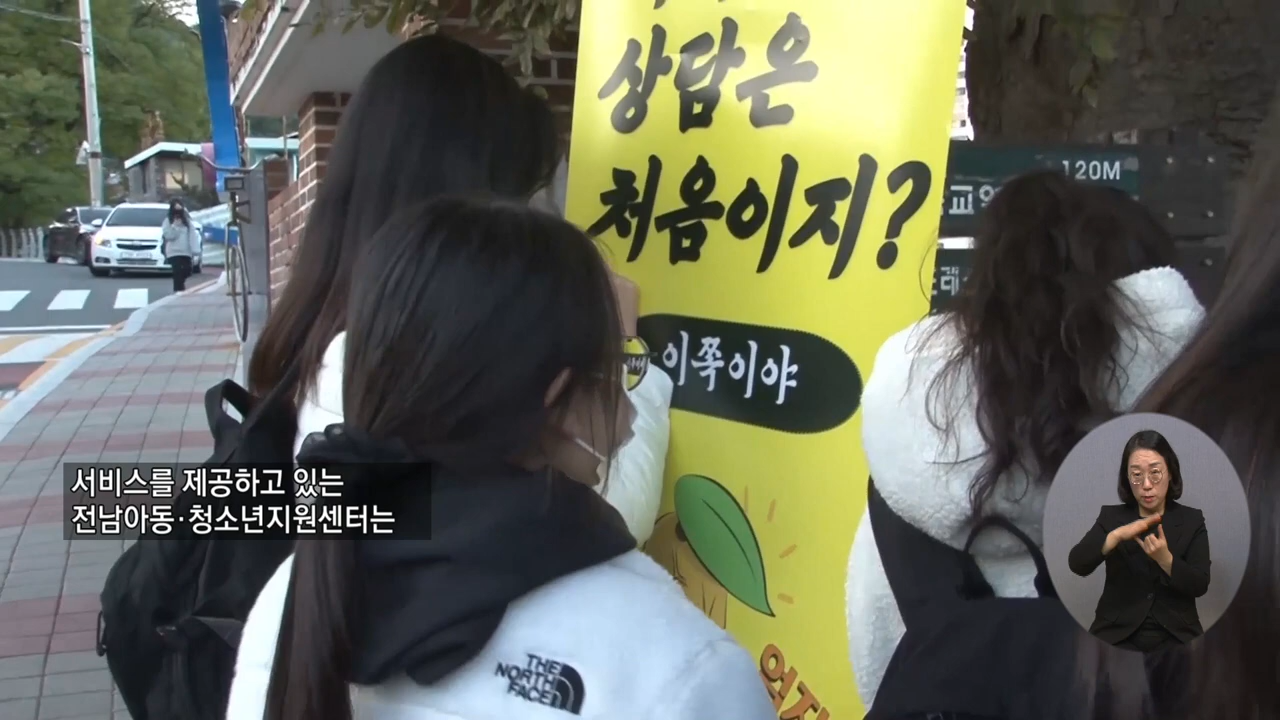 상담은
처음이지?
이쪽이야
120M
서비스를 제공하고 있는
전남아동·청소년지원센터는
THE
NORTH
FACE